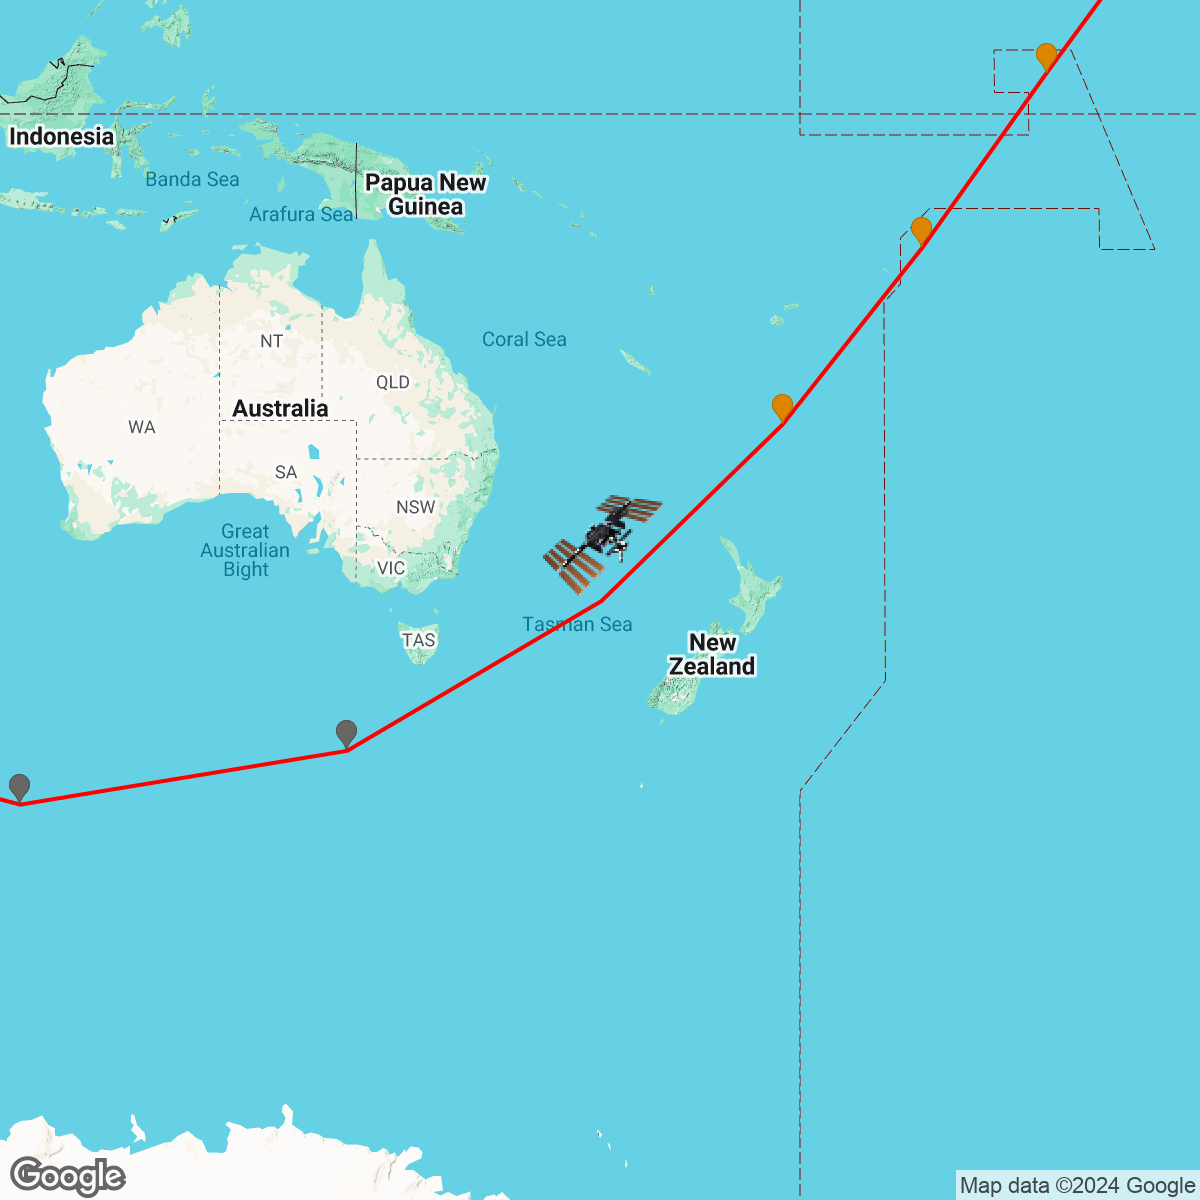 Indonesia
Banda Sea
Arafura Sea
Papua New
Guinea
Coral Sea
NT
QLD
Australia
WA
SA
NSW
Great
Australian
Bight
VIC
TAS
Tasman Sea
New
Zealand
Google
Map data ©2024 Google